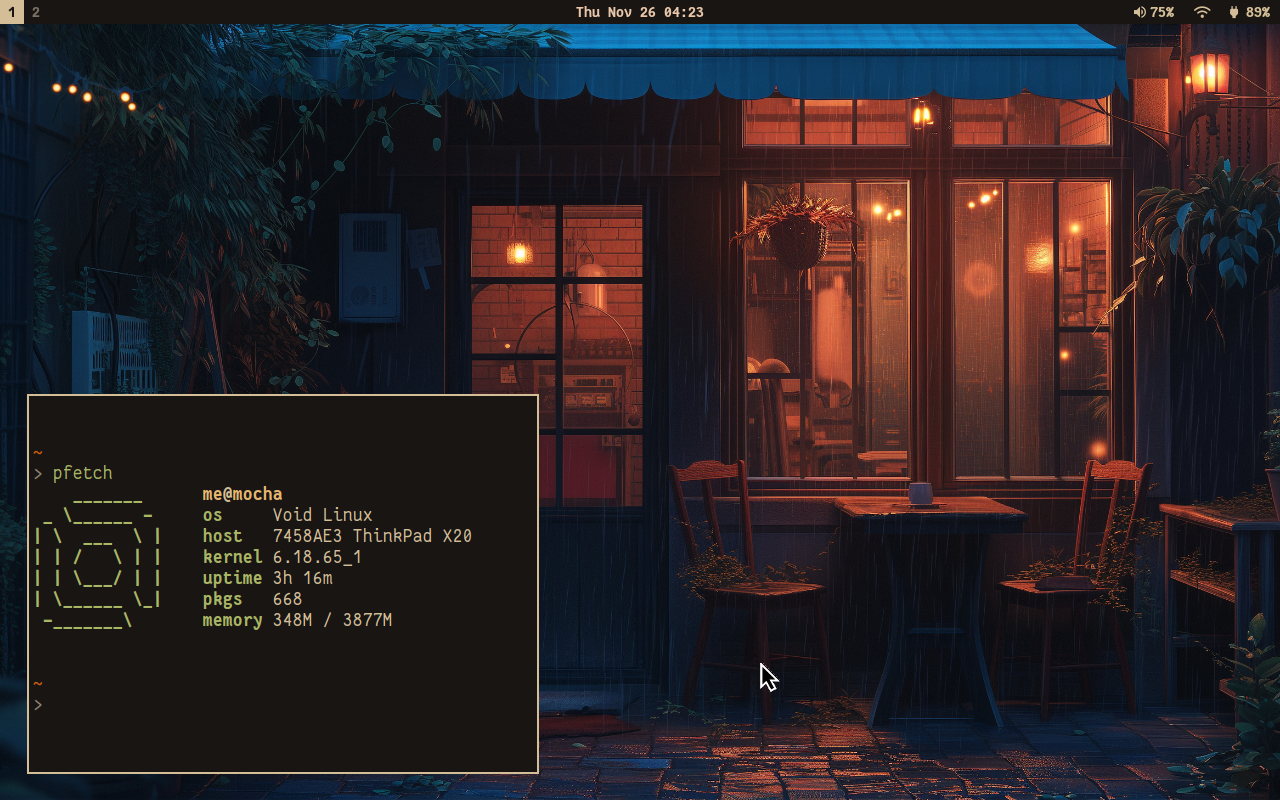 1 2 Thu Nov 26 04:23 75% 89%
~
> pfetch
me@mocha
os Void Linux
host 7458AE3 ThinkPad X20
kernel 6.18.65_1
uptime 3h 16m
pkgs 668
memory 348M / 3877M
~
>